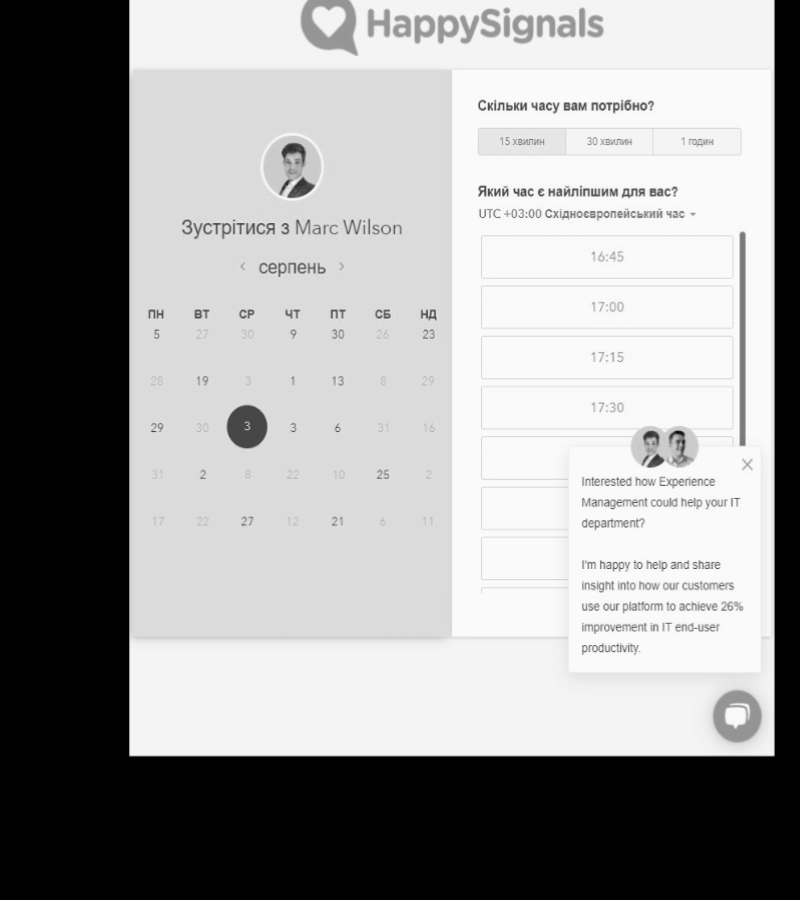 HappySignals
Зустрітися з Marc Wilson
серпень
ПН ВТ СР ЧТ ПТ СБ НД
5 27 30 9 30 26 23
28 19 3 1 13 8 29
29 30 3 3 6 31 16
31 2 8 22 10 25 2
17 22 27 12 21 6 11
Скільки часу вам потрібно?
15 хвилин 30 хвилин 1 годин
Який час є найліпшим для вас?
UTC +03:00 Східноєвропейський час
16:45
17:00
17:15
17:30
Interested how Experience
Management could help your IT
department?
I'm happy to help and share
insight into how our customers
use our platform to achieve 26%
improvement in IT end-user
productivity.